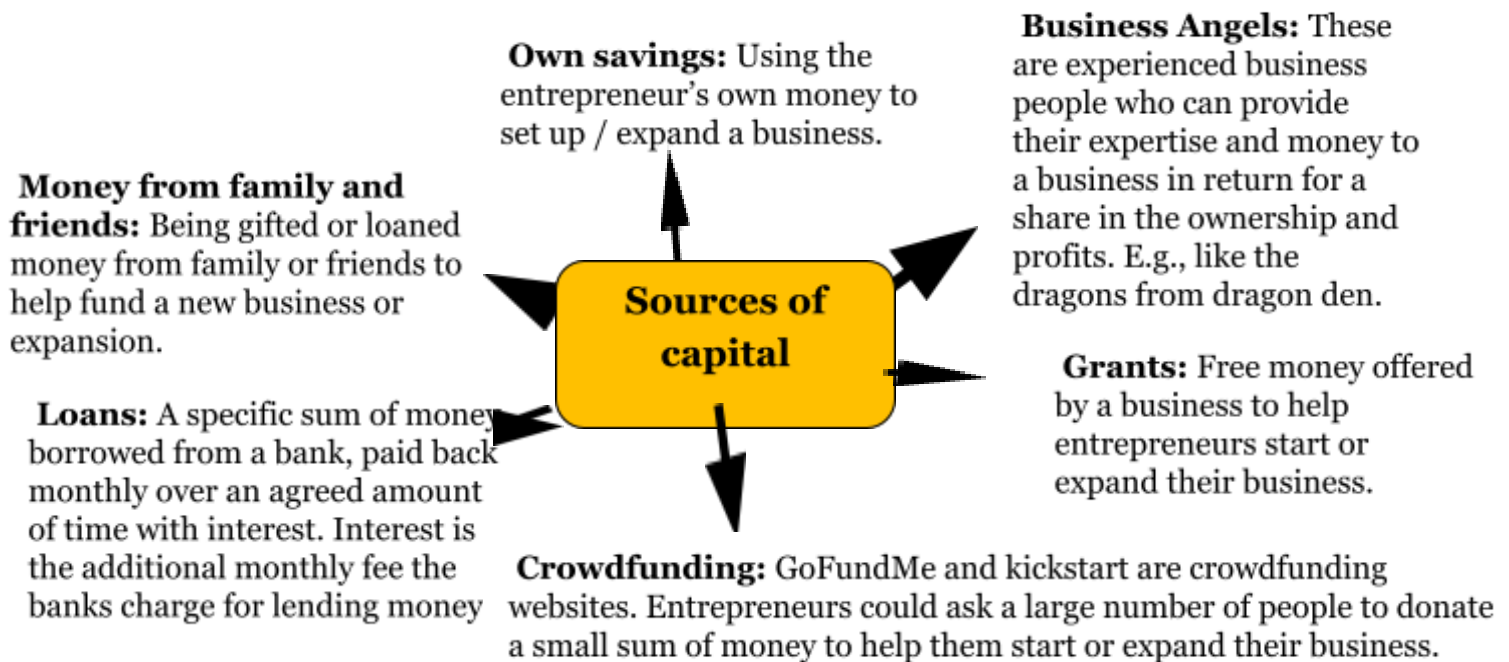 Own savings: Using the
entrepreneur’s own money to
set up / expand a business.
Business Angels: These
are experienced business
people who can provide
their expertise and money to
a business in return for a
share in the ownership and
profits. E.g., like the
dragons from dragon den.
Money from family and
friends: Being gifted or loaned
money from family or friends to
help fund a new business or
expansion.
Sources of
capital
Grants: Free money offered
by a business to help
entrepreneurs start or
expand their business.
Loans: A specific sum of money
borrowed from a bank, paid back
monthly over an agreed amount
of time with interest. Interest is
the additional monthly fee the
banks charge for lending money
Crowdfunding: GoFundMe and kickstart are crowdfunding
websites. Entrepreneurs could ask a large number of people to donate
a small sum of money to help them start or expand their business.